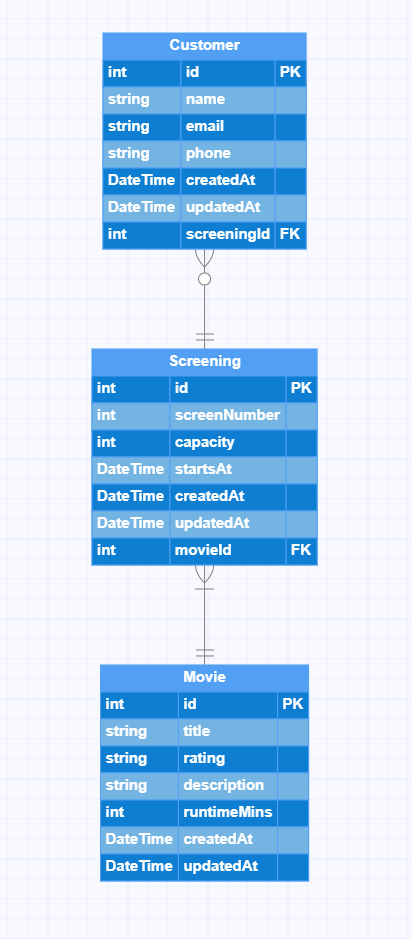 Customer
int id PK
string name
string email
string phone
DateTime createdAt
DateTime updatedAt
int screeningId FK
Screening
int id PK
int screenNumber
int capacity
DateTime startsAt
DateTime createdAt
DateTime updatedAt
int movieId FK
Movie
int id PK
string title
string rating
string description
int runtimeMins
DateTime createdAt
DateTime updatedAt